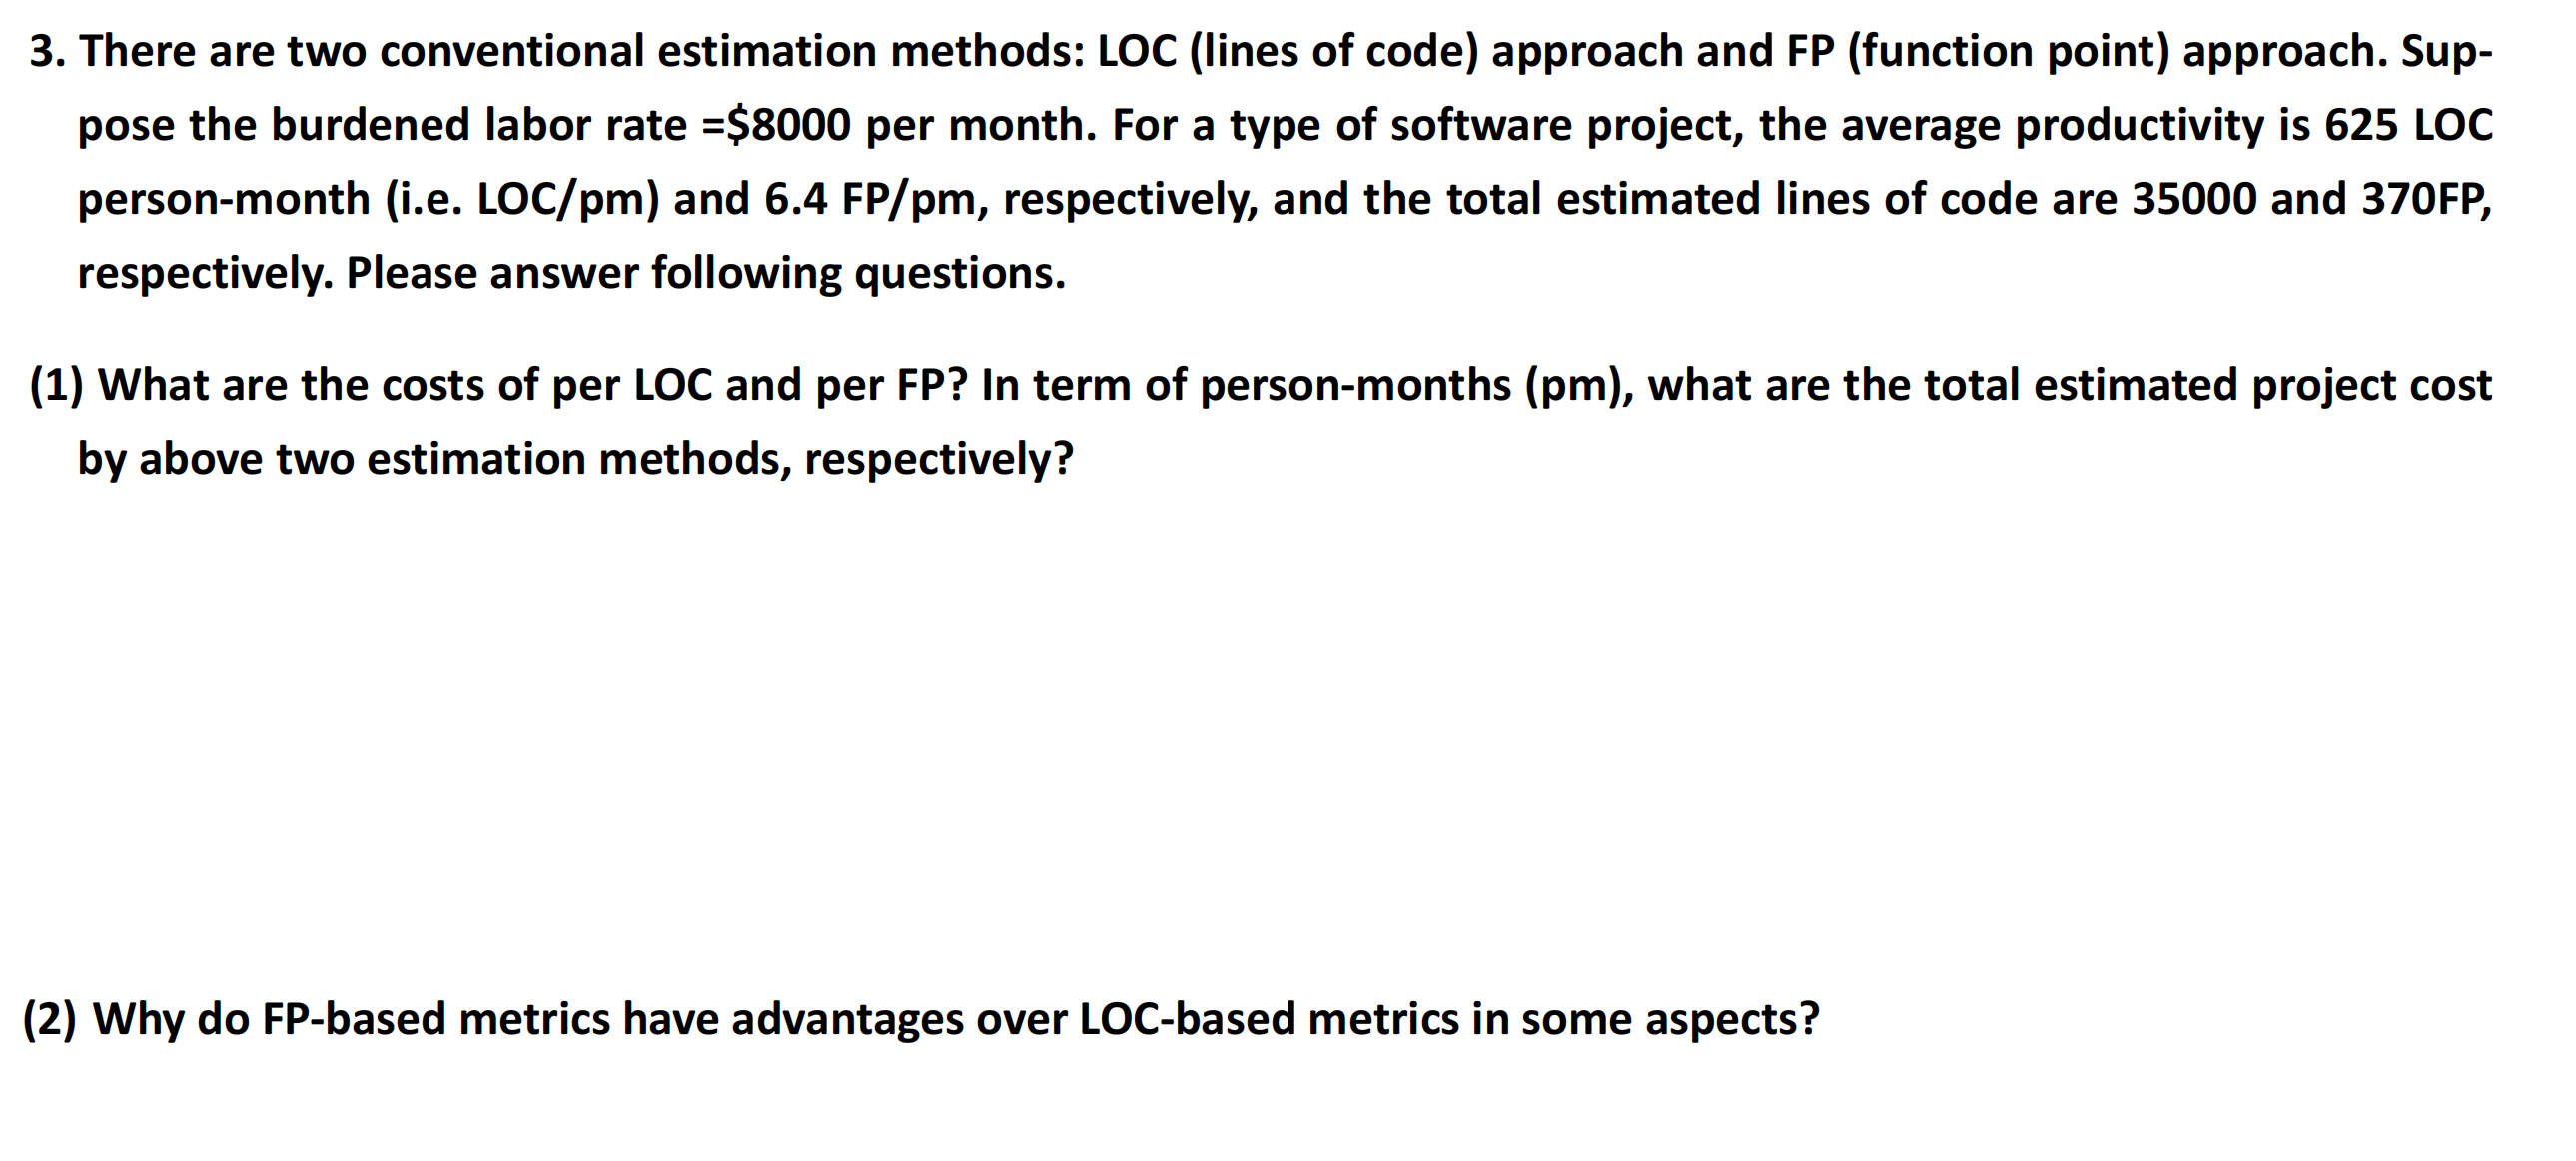 3. There are two conventional estimation methods: LOC (lines of code) approach and FP (function point) approach. Sup-
pose the burdened labor rate =$8000 per month. For a type of software project, the average productivity is 625 LOC
person-month (i.e. LOC/pm) and 6.4 FP/pm, respectively, and the total estimated lines of code are 35000 and 370FP,
respectively. Please answer following questions.
(1) What are the costs of per LOC and per FP? In term of person-months (pm), what are the total estimated project cost
by above two estimation methods, respectively?
(2) Why do FP-based metrics have advantages over LOC-based metrics in some aspects?